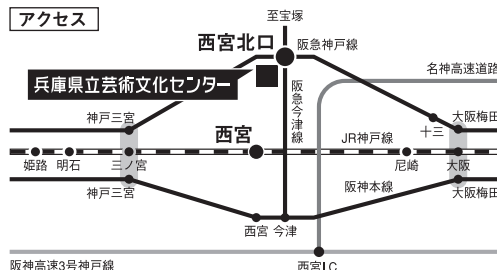 アクセス
至宝塚
西宮北口
阪急神戸線
名神高速道路
兵庫県立芸術文化センター
阪急今津線
神戸三宮
大阪梅田
十三
西宮
JR神戸線
姫路
明石
三ノ宮
尼崎
大阪
神戸三宮
阪神本線
大阪梅田
西宮
今津
阪神高速3号神戸線
西宮I.C